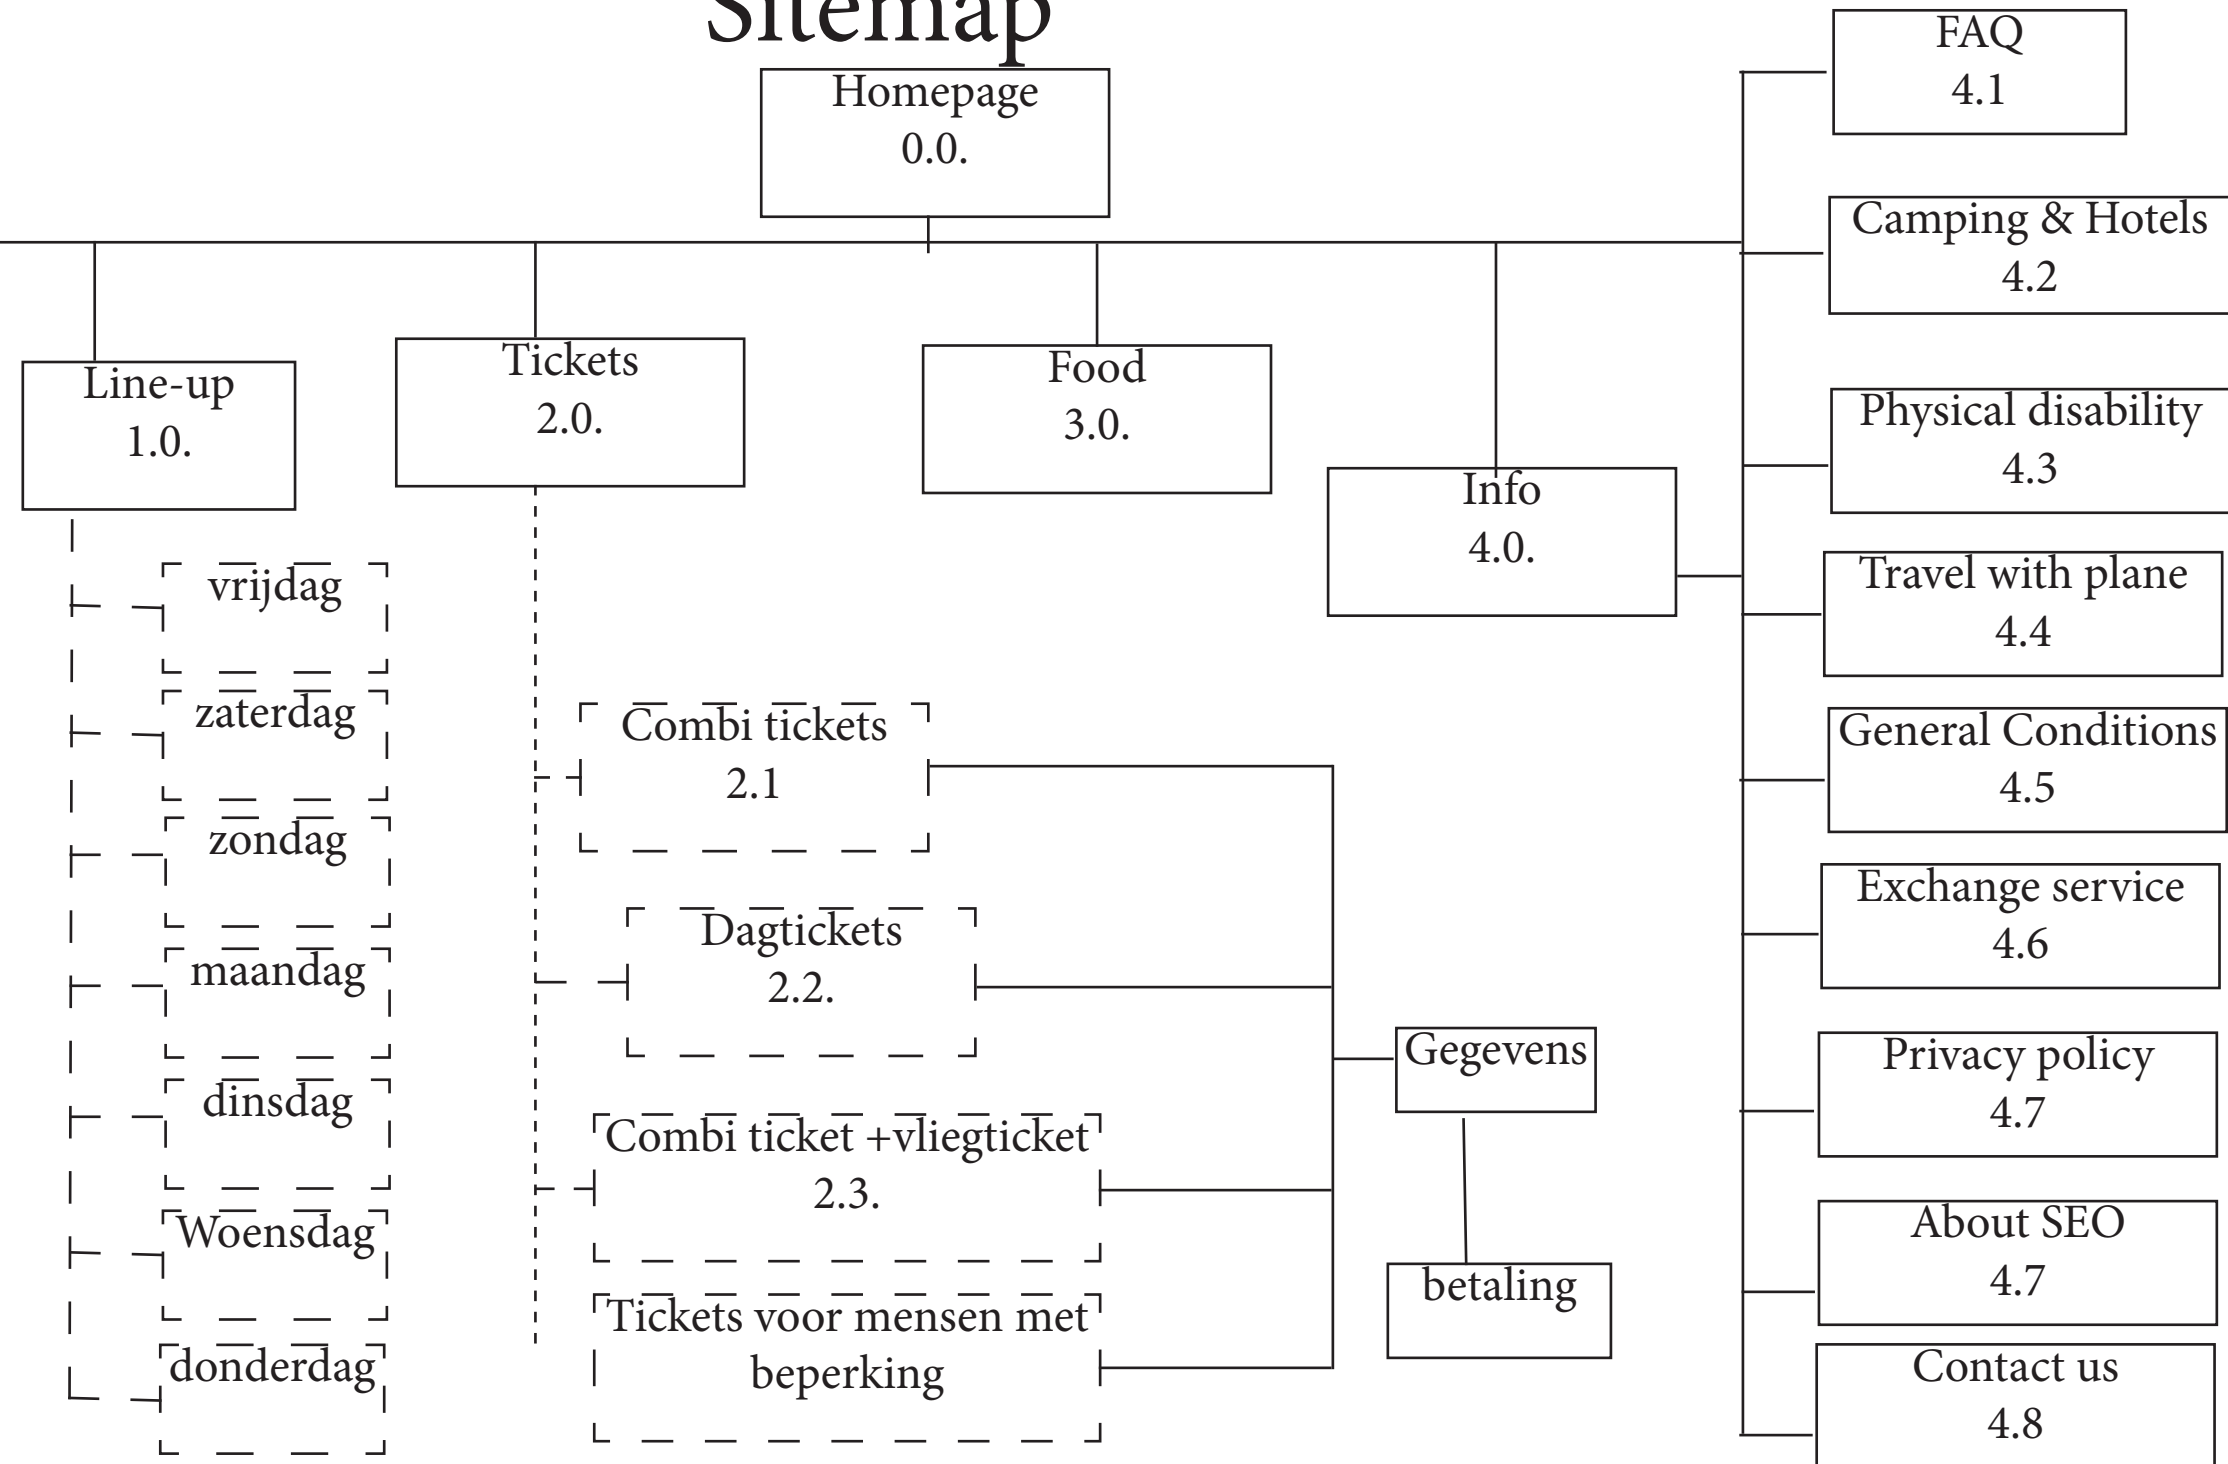 Sitemap
Homepage
0.0.
Line-up
1.0.
vrijdag
zaterdag
zondag
maandag
dinsdag
Woensdag
donderdag
Tickets
2.0.
Combi tickets
2.1
Dagtickets
2.2.
Combi ticket +vliegticket
2.3.
Tickets voor mensen met
beperking
Gegevens
betaling
Food
3.0.
Info
4.0.
FAQ
4.1
Camping & Hotels
4.2
Physical disability
4.3
Travel with plane
4.4
General Conditions
4.5
Exchange service
4.6
Privacy policy
4.7
About SEO
4.7
Contact us
4.8